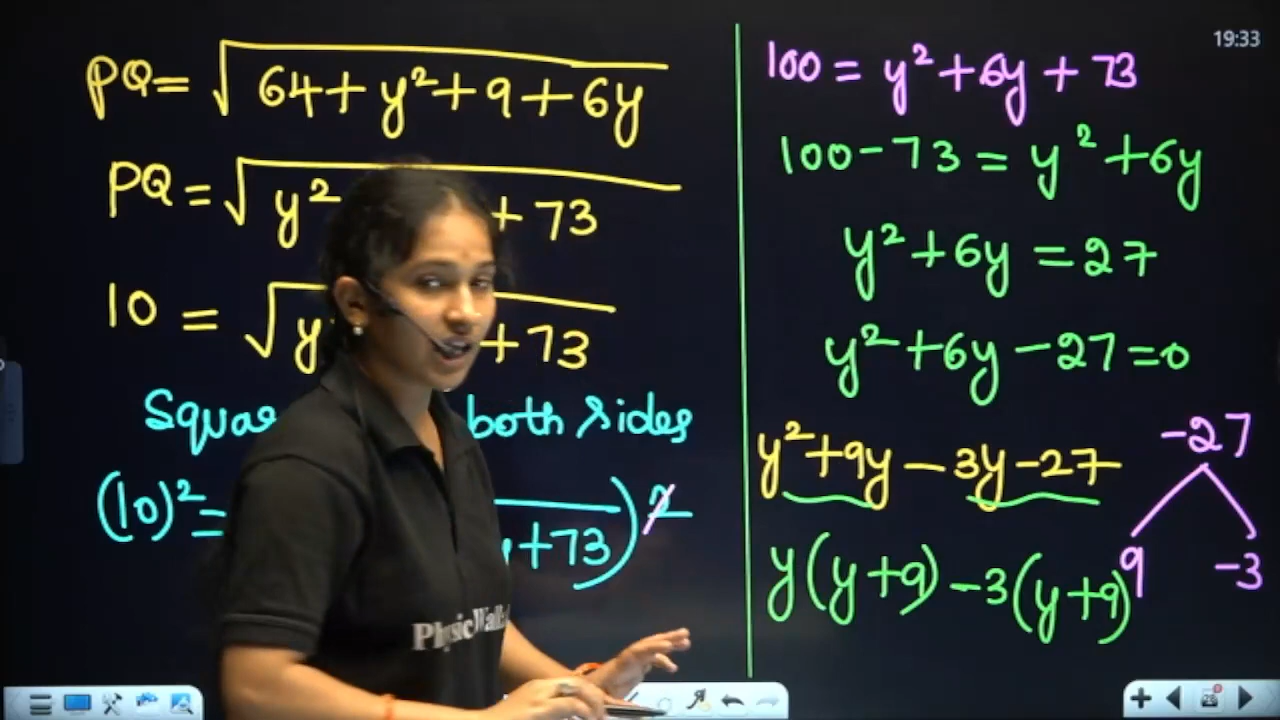 PQ = √64 + y² + 9 + 6y
PQ = √y² + 73
10 = √y + 73
both sides
(10)² = y + 73)²
100 = y² + 6y + 73
100 - 73 = y² + 6y
y² + 6y = 27
y² + 6y - 27 = 0
y² + 9y - 3y - 27
y(y+9) - 3(y+9)
-27
9 -3
19:33